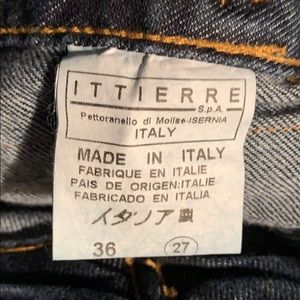 ITTIERRE
S.p.A.
Pettoranello di Molise-ISERNIA
ITALY
MADE IN ITALY
FABRIQUE EN ITALIE
PAIS DE ORIGEN:ITALIE
FABRICADO EN ITALIA
イタリア製
36 27